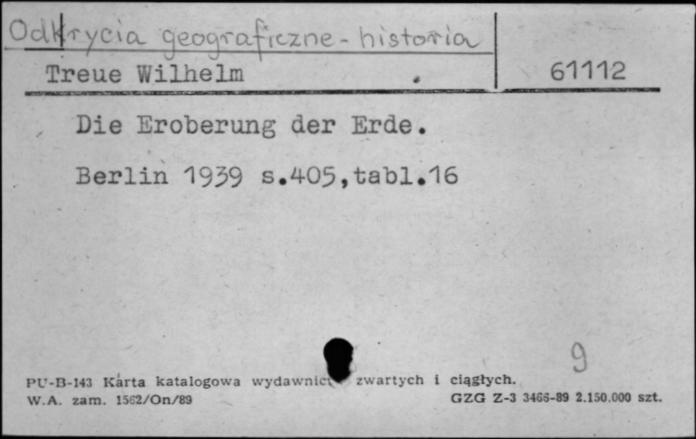 Odkrycia geograficzne - historia
Treue Wilhelm . 61112
Die Eroberung der Erde.
Berlin 1939 s.405,tabl.16
9
PU-B-143 Karta katalogowa wydawnict zwartych i ciągłych.
W.A. zam. 1562/On/89 GZG Z-3 3466-89 2.150.000 szt.